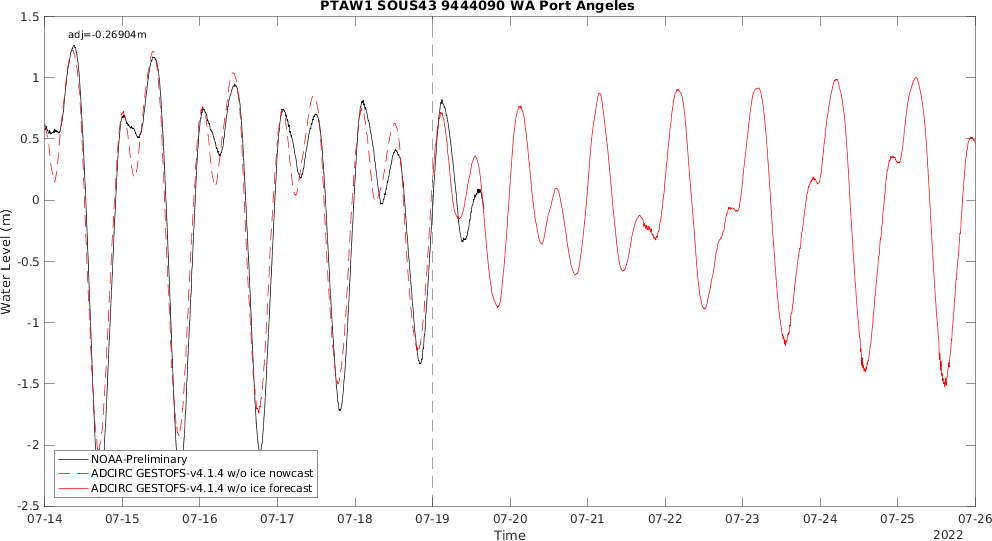 PTAW1 SOUS43 9444090 WA Port Angeles
adj=-0.26904m
1.5
1
0.5
0
-0.5
-1
-1.5
-2
-2.5
Water Level (m)
NOAA-Preliminary
ADCIRC GESTOFS-v4.1.4 w/o ice nowcast
ADCIRC GESTOFS-v4.1.4 w/o ice forecast
07-14 07-15 07-16 07-17 07-18 07-19 07-20 07-21 07-22 07-23 07-24 07-25 07-26
Time
2022